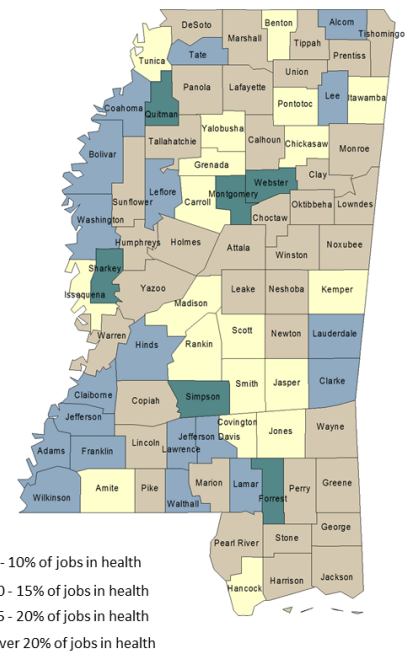 DeSoto
Benton
Alcorn
Tishomingo
Marshall
Tippah
Tunica
Tate
Prentiss
Union
Panola
Lafayette
Pontotoc
Lee
Itawamba
Coahoma
Quitman
Yalobusha
Tallahatchie
Calhoun
Chickasaw
Monroe
Bolivar
Grenada
Clay
Webster
Leflore
Montgomery
Sunflower
Carroll
Oktibbeha
Lowndes
Washington
Choctaw
Humphreys
Holmes
Attala
Noxubee
Winston
Sharkey
Issaquena
Yazoo
Leake
Neshoba
Kemper
Madison
Warren
Hinds
Rankin
Scott
Newton
Lauderdale
Claiborne
Copiah
Simpson
Smith
Jasper
Clarke
Jefferson
Covington
Adams
Franklin
Lincoln
Lawrence
Jefferson Davis
Jones
Wayne
Wilkinson
Amite
Pike
Walthall
Marion
Lamar
Forrest
Perry
Greene
Pearl River
Stone
George
Hancock
Harrison
Jackson
- 10% of jobs in health
- 15% of jobs in health
- 20% of jobs in health
ver 20% of jobs in health